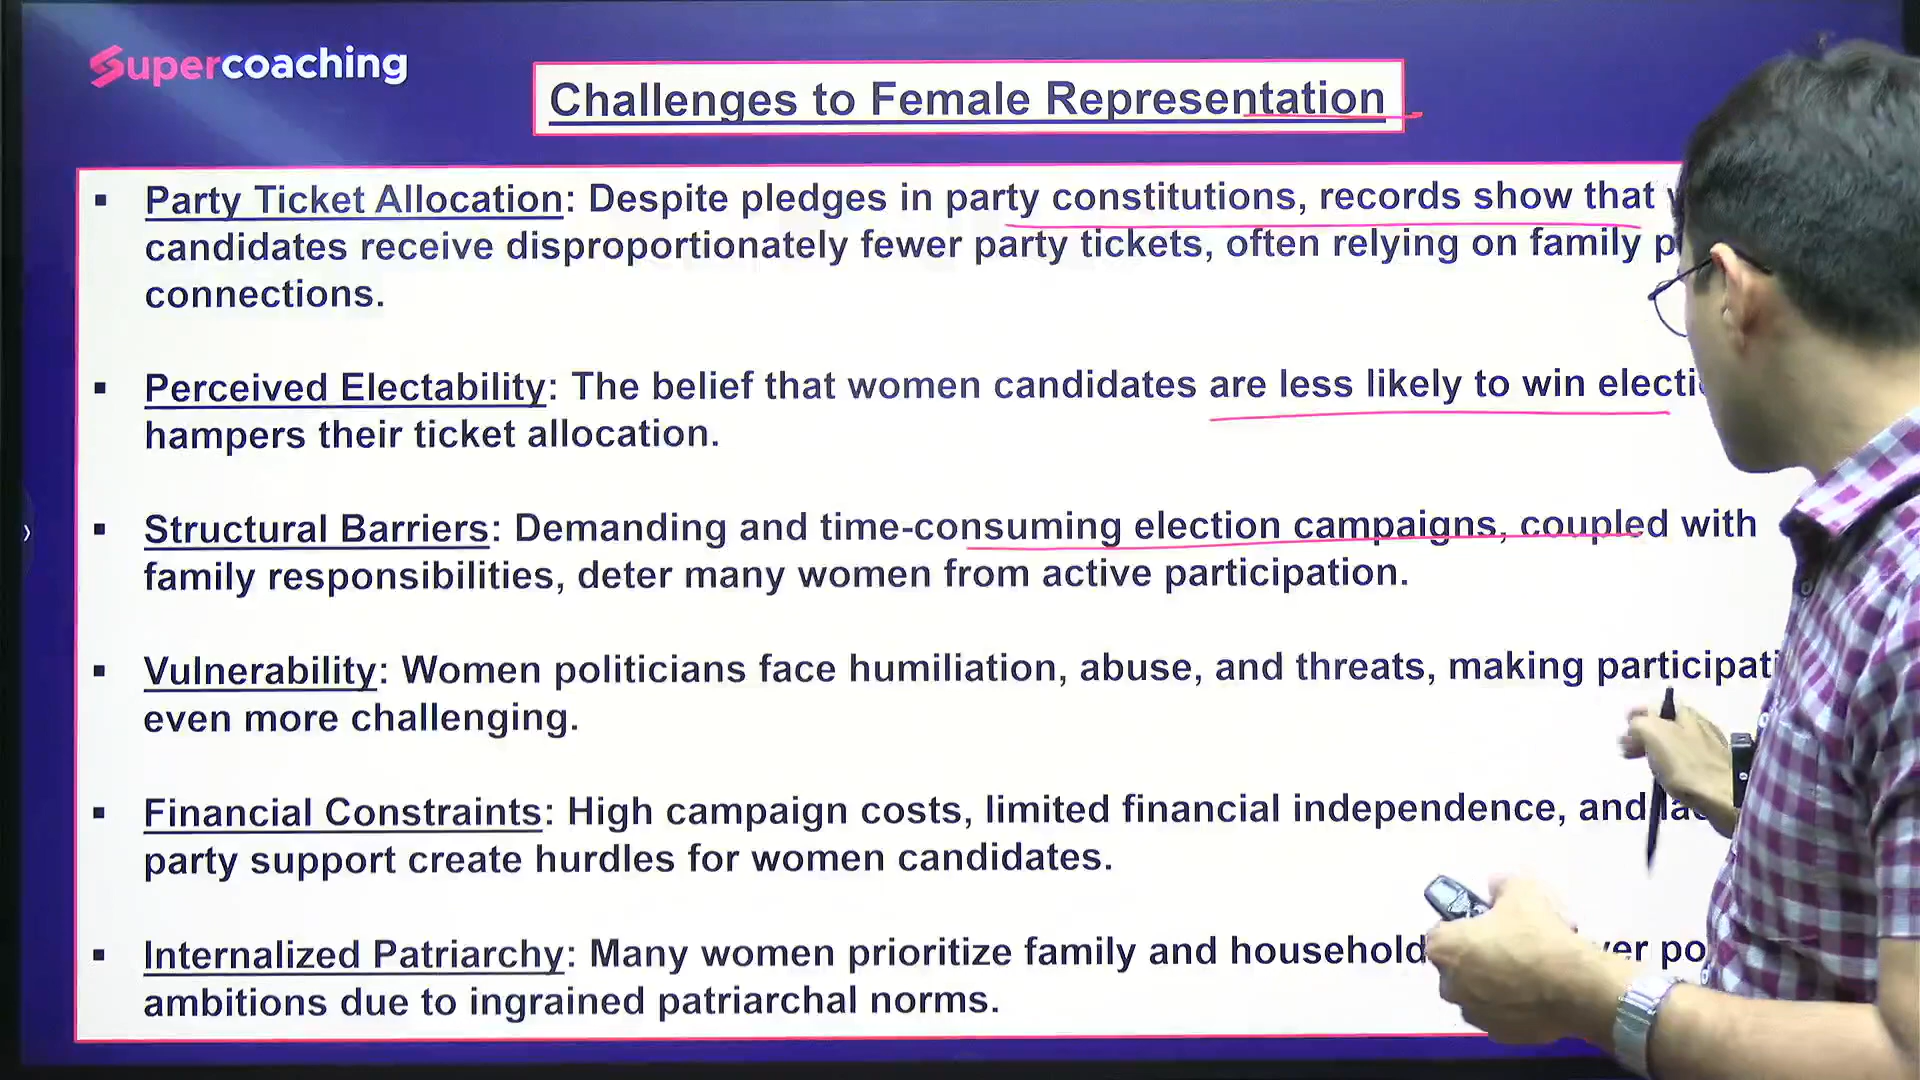 Supercoaching
Challenges to Female Representation
▪ Party Ticket Allocation: Despite pledges in party constitutions, records show that
candidates receive disproportionately fewer party tickets, often relying on family
connections.
▪ Perceived Electability: The belief that women candidates are less likely to win
hampers their ticket allocation.
▪ Structural Barriers: Demanding and time-consuming election campaigns, coupled with
family responsibilities, deter many women from active participation.
▪ Vulnerability: Women politicians face humiliation, abuse, and threats, making
even more challenging.
▪ Financial Constraints: High campaign costs, limited financial independence, and
party support create hurdles for women candidates.
▪ Internalized Patriarchy: Many women prioritize family and household
ambitions due to ingrained patriarchal norms.